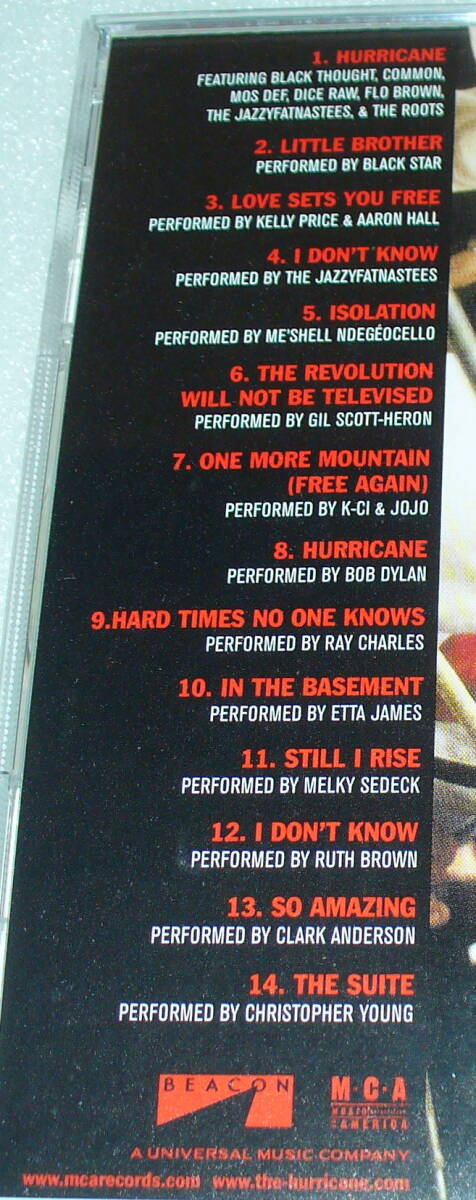 1. HURRICANE
FEATURING BLACK THOUGHT, COMMON,
MOS DEF, DICE RAW, FLO BROWN,
THE JAZZYFATNASTEES, & THE ROOTS
2. LITTLE BROTHER
PERFORMED BY BLACK STAR
3. LOVE SETS YOU FREE
PERFORMED BY KELLY PRICE & AARON HALL
4. I DON'T KNOW
PERFORMED BY THE JAZZYFATNASTEES
5. ISOLATION
PERFORMED BY ME'SHELL NDEGÉOCELLO
6. THE REVOLUTION
WILL NOT BE TELEVISED
PERFORMED BY GIL SCOTT-HERON
7. ONE MORE MOUNTAIN
(FREE AGAIN)
PERFORMED BY K-CI & JOJO
8. HURRICANE
PERFORMED BY BOB DYLAN
9.HARD TIMES NO ONE KNOWS
PERFORMED BY RAY CHARLES
10. IN THE BASEMENT
PERFORMED BY ETTA JAMES
11. STILL I RISE
PERFORMED BY MELKY SEDECK
12. I DON'T KNOW
PERFORMED BY RUTH BROWN
13. SO AMAZING
PERFORMED BY CLARK ANDERSON
14. THE SUITE
PERFORMED BY CHRISTOPHER YOUNG
BEACON
M·C·A
AMERICA
A UNIVERSAL MUSIC COMPANY
www.mcarecords.com www.the-hurricane.com